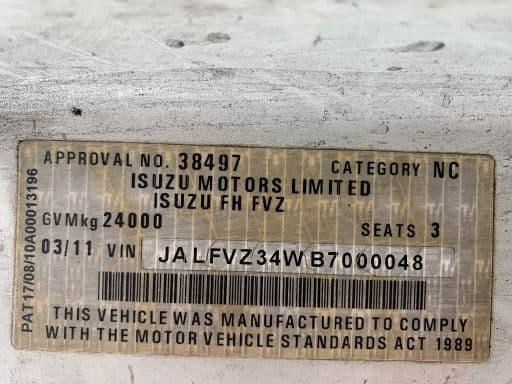 APPROVAL NO. 38497 CATEGORY NC
ISUZU MOTORS LIMITED
ISUZU FH FVZ
GVMkg 24000 SEATS 3
03/11 VIN JALFVZ34WB7000048
THIS VEHICLE WAS MANUFACTURED TO COMPLY
WITH THE MOTOR VEHICLE STANDARDS ACT 1989
PAT17/08/10A00013196